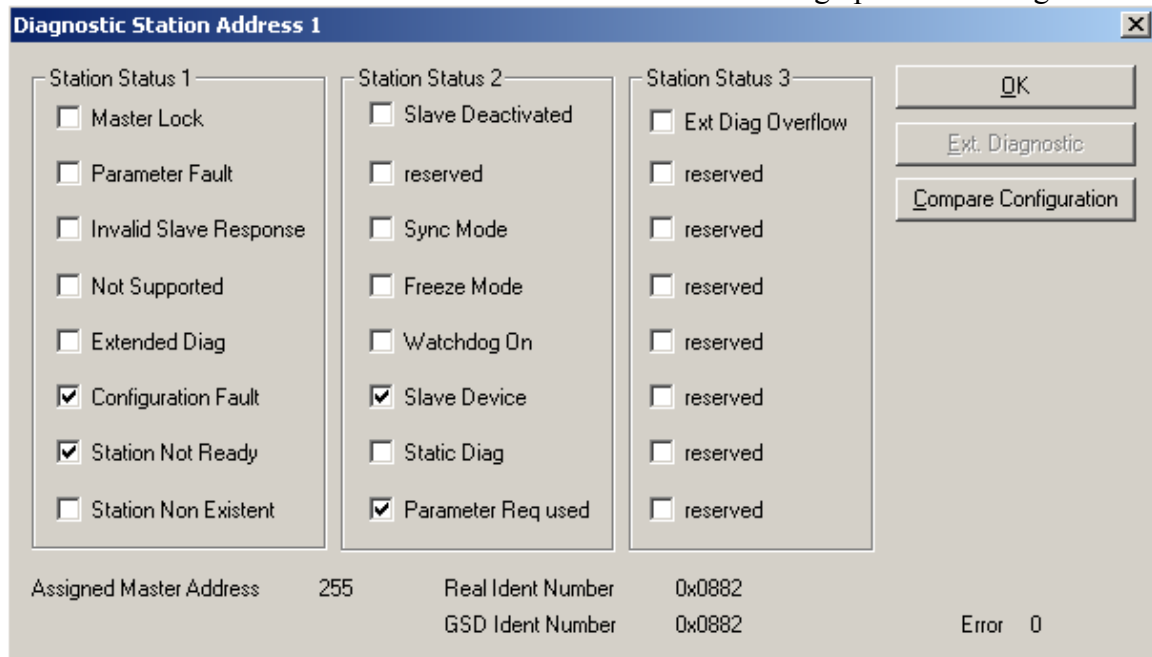 Diagnostic Station Address 1
Station Status 1
Master Lock
Parameter Fault
Invalid Slave Response
Not Supported
Extended Diag
Configuration Fault
Station Not Ready
Station Non Existent
Station Status 2
Slave Deactivated
reserved
Sync Mode
Freeze Mode
Watchdog On
Slave Device
Static Diag
Parameter Req used
Station Status 3
Ext Diag Overflow
reserved
reserved
reserved
reserved
reserved
reserved
reserved
OK
Ext. Diagnostic
Compare Configuration
Assigned Master Address 255 Real Ident Number 0x0882
GSD Ident Number 0x0882 Error 0